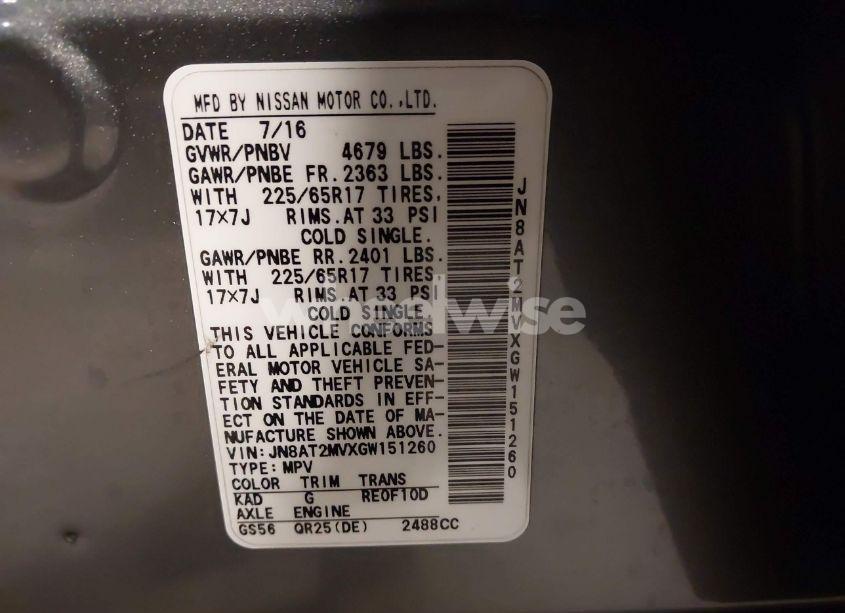 MFD BY NISSAN MOTOR CO.,LTD.
DATE 7/16
GVWR/PNBV 4679 LBS.
GAWR/PNBE FR. 2363 LBS.
WITH 225/65R17 TIRES,
17×7J RIMS. AT 33 PSI
COLD SINGLE.
GAWR/PNBE RR. 2401 LBS.
WITH 225/65R17 TIRES,
17×7J RIMS. AT 33 PSI
COLD SINGLE.
THIS VEHICLE CONFORMS
TO ALL APPLICABLE FED-
ERAL MOTOR VEHICLE SA-
FETY AND THEFT PREVEN-
TION STANDARDS IN EFF-
ECT ON THE DATE OF MA-
NUFACTURE SHOWN ABOVE.
VIN: JN8AT2MVXGW151260
TYPE: MPV
COLOR TRIM TRANS
KAD G RE0F10D
AXLE ENGINE
GS56 QR25(DE) 2488CC
JN8AT2MVXGW151260